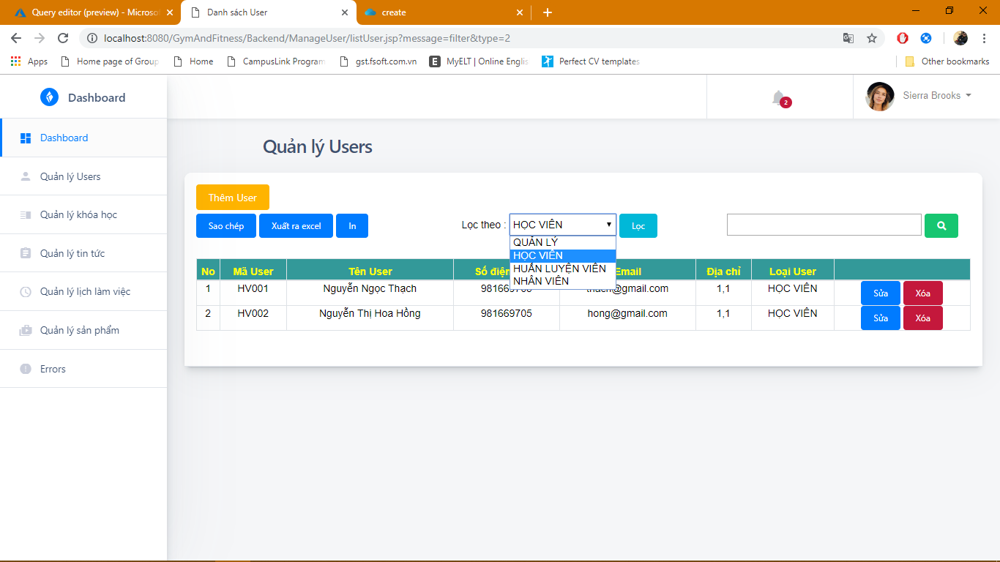 Query editor (preview) - Microso
Danh sách User
create
localhost:8080/GymAndFitness/Backend/ManageUser/listUser.jsp?message=filter&type=2
Apps
Home page of Group
Home
CampusLink Program
gst.fsoft.com.vn
E
MyELT | Online Englis
Perfect CV templates
Other bookmarks
Dashboard
2
Sierra Brooks
Dashboard
Quản lý Users
Quản lý khóa học
Quản lý tin tức
Quản lý lịch làm việc
Quản lý sản phẩm
Errors
Quản lý Users
Thêm User
Sao chép Xuất ra excel In
Lọc theo : HỌC VIÊN Lọc
QUẢN LÝ
HỌC VIÊN
HUẤN LUYỆN VIÊN
NHÂN VIÊN
No Mã User Tên User Số điện Email Địa chỉ Loại User
1 HV001 Nguyễn Ngọc Thạch 981669706 thach@gmail.com 1,1 HỌC VIÊN Sửa Xóa
2 HV002 Nguyễn Thị Hoa Hồng 981669705 hong@gmail.com 1,1 HỌC VIÊN Sửa Xóa